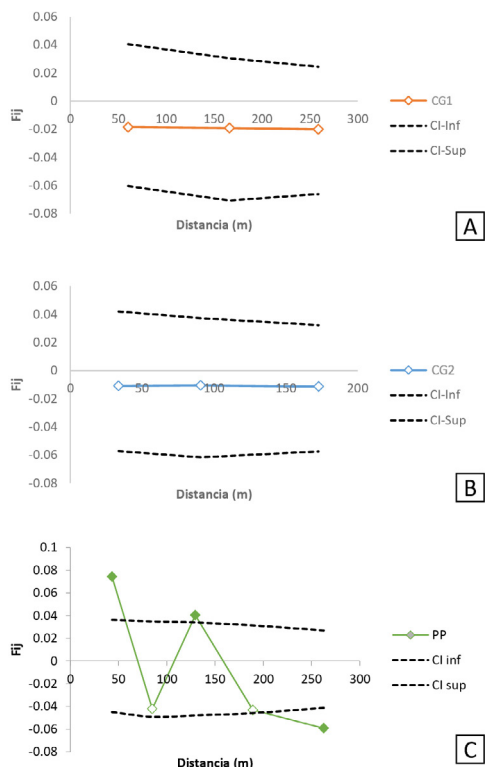 0.06
0.04
0.02
0
-0.02
-0.04
-0.06
-0.08
0 50 100 150 200 250 300
Fij
Distancia (m)
CG1
CI-Inf
CI-Sup
A
0.06
0.04
0.02
0
-0.02
-0.04
-0.06
-0.08
0 50 100 150 200
Fij
Distancia (m)
CG2
CI-Inf
CI-Sup
B
0.1
0.08
0.06
0.04
0.02
0
-0.02
-0.04
-0.06
-0.08
0 50 100 150 200 250 300
Fij
Distancia (m)
PP
CI inf
CI sup
C